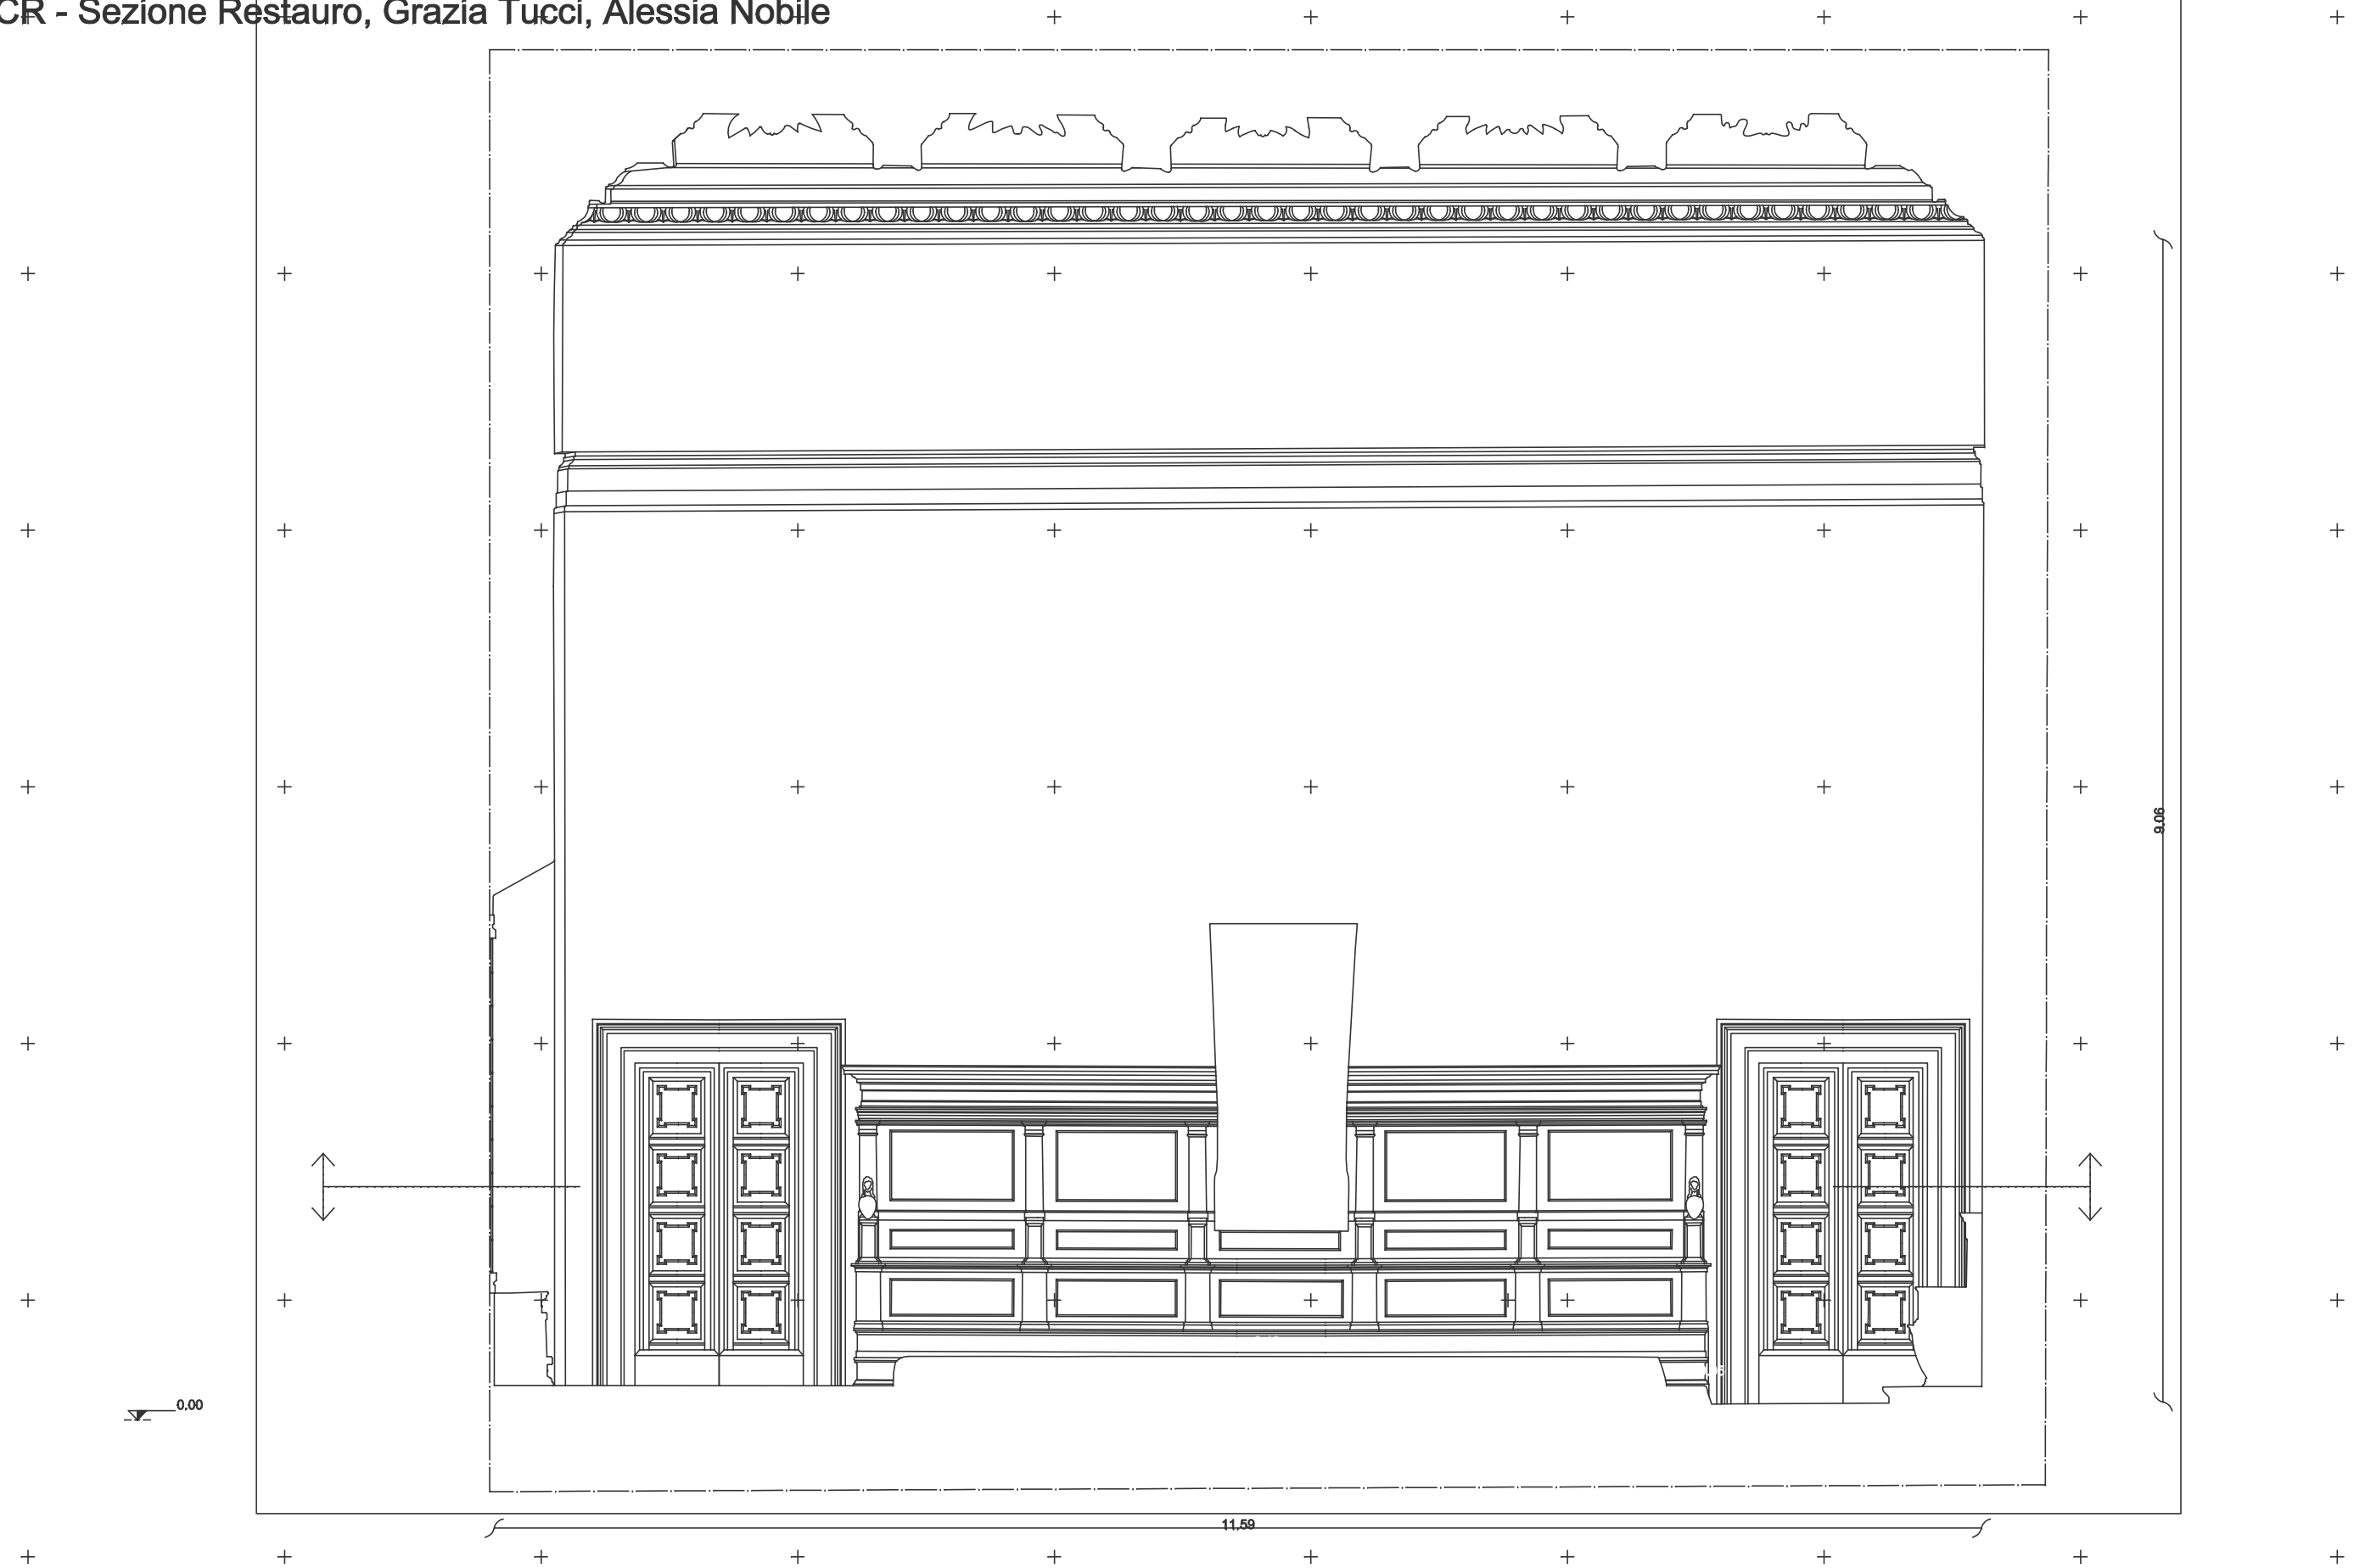 CR - Sezione Restauro, Grazia Tucci, Alessia Nobile
9.06
0.00
11.59